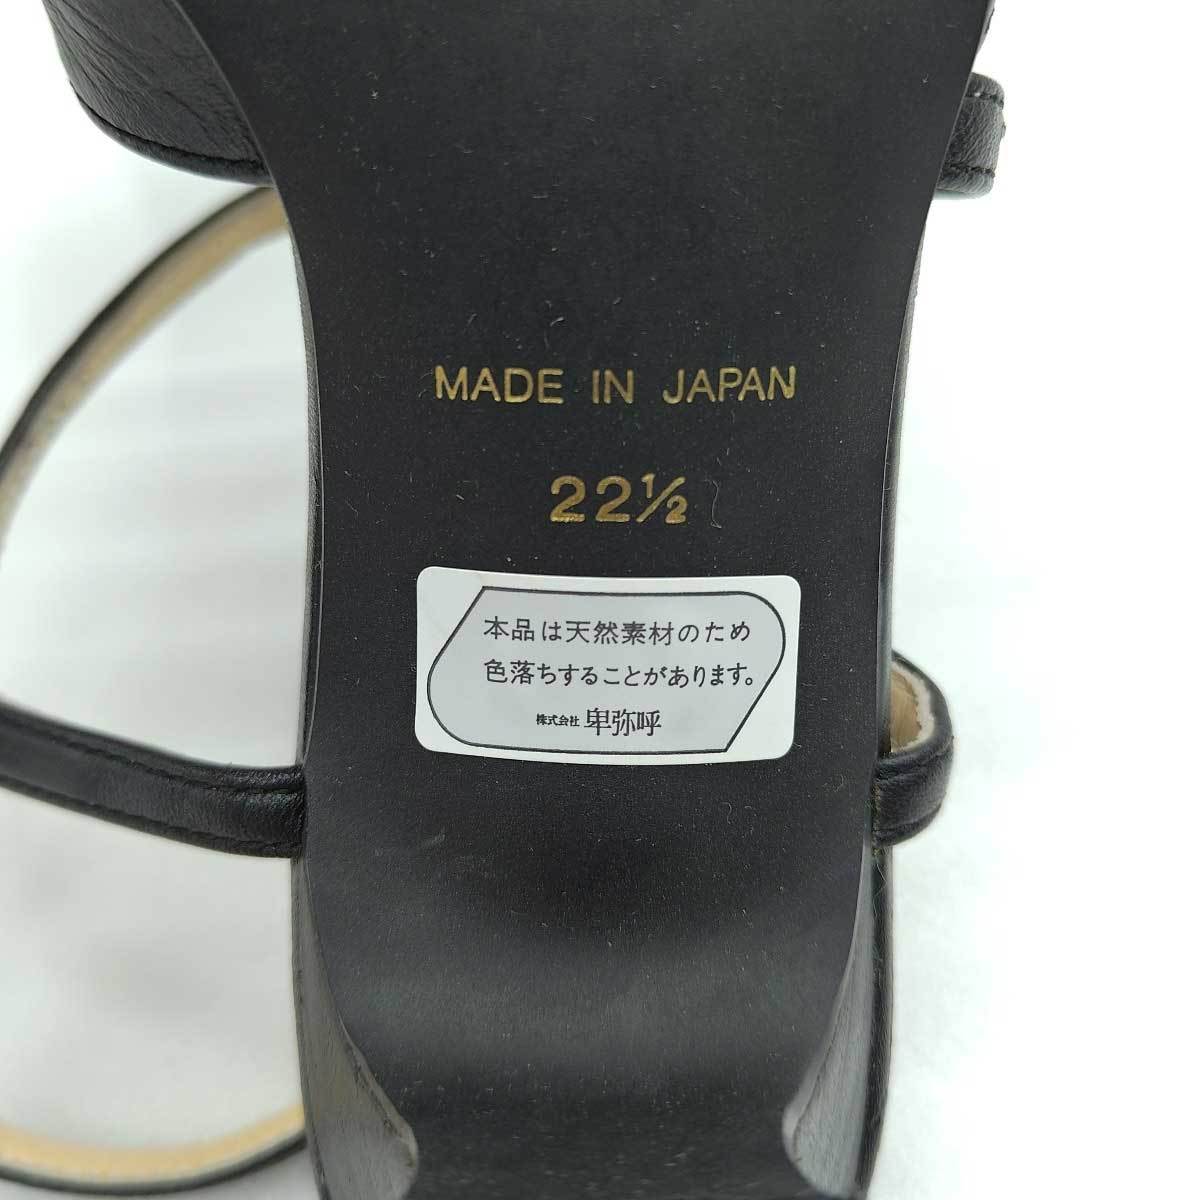 MADE IN JAPAN
22½
本品は天然素材のため
色落ちすることがあります。
株式会社 卑弥呼